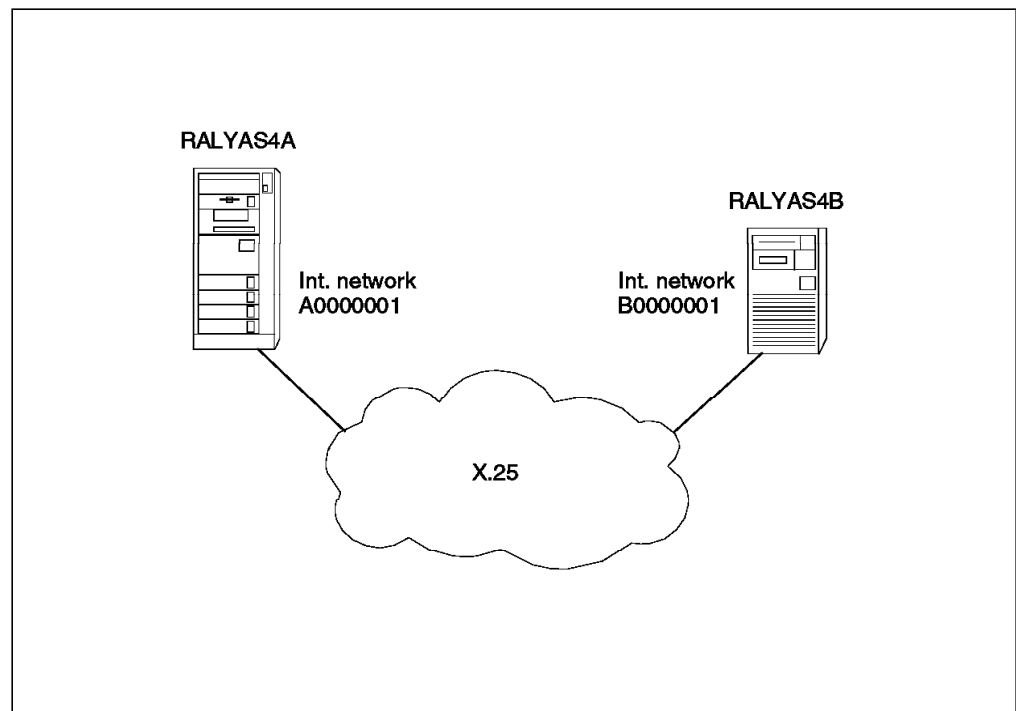 RALYAS4A
RALYAS4B
Int. network
A0000001
Int. network
B0000001
X.25